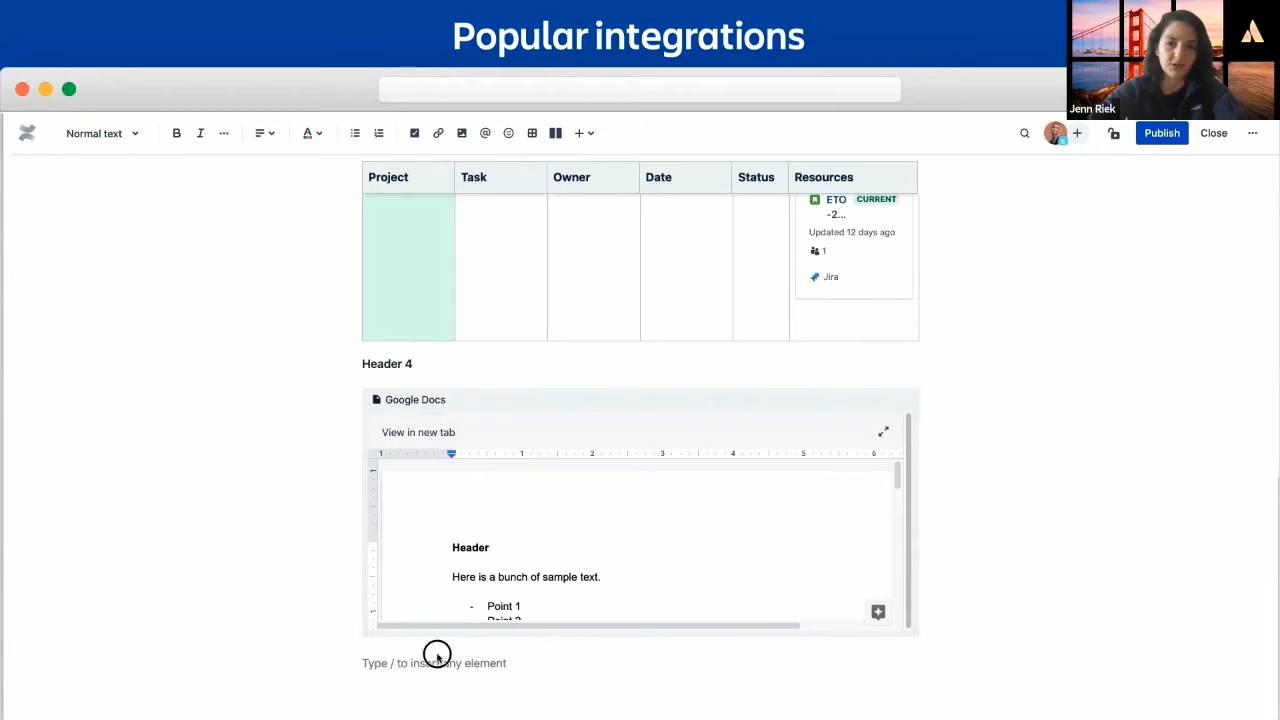 Popular integrations
Jenn Riek
Normal text
B I A
Publish
Close
Project Task Owner Date Status Resources
ETO CURRENT
-2...
Updated 12 days ago
1
Jira
Header 4
Google Docs
View in new tab
1 1 2 3 4 5 6
Header
Here is a bunch of sample text.
- Point 1
Type / to insert any element